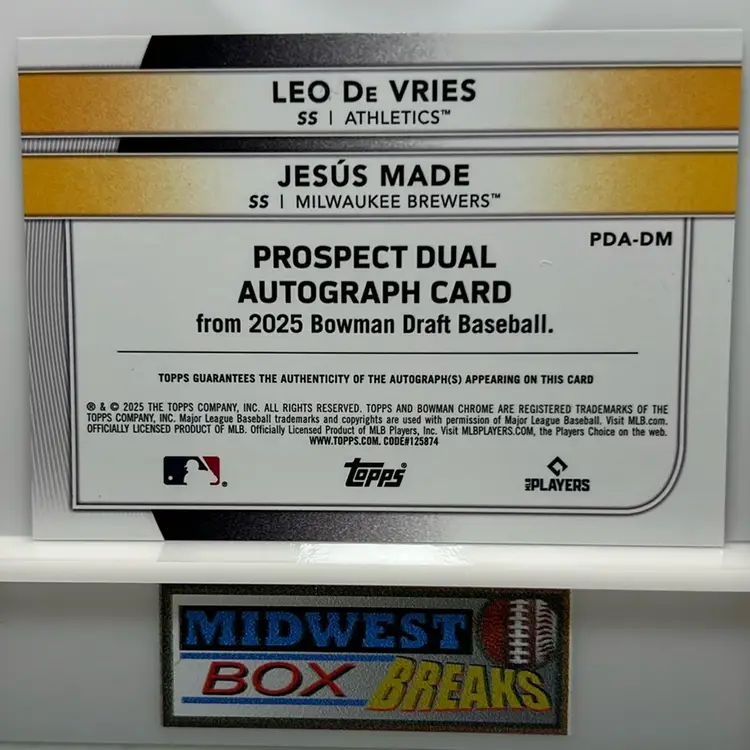 LEO DE VRIES
SS | ATHLETICS™
JESÚS MADE
SS | MILWAUKEE BREWERS™
PDA-DM
PROSPECT DUAL
AUTOGRAPH CARD
from 2025 Bowman Draft Baseball.
TOPPS GUARANTEES THE AUTHENTICITY OF THE AUTOGRAPH(S) APPEARING ON THIS CARD
® & © 2025 THE TOPPS COMPANY, INC. ALL RIGHTS RESERVED. TOPPS AND BOWMAN CHROME ARE REGISTERED TRADEMARKS OF THE
TOPPS COMPANY, INC. Major League Baseball trademarks and copyrights are used with permission of Major League Baseball. Visit MLB.com.
OFFICIALLY LICENSED PRODUCT OF MLB. Officially Licensed Product of MLB Players, Inc. Visit MLBPLAYERS.COM, the Players Choice on the web.
WWW.TOPPS.COM. CODE#125874
Topps®
MLB PLAYERS
MIDWEST
BOX BREAKS